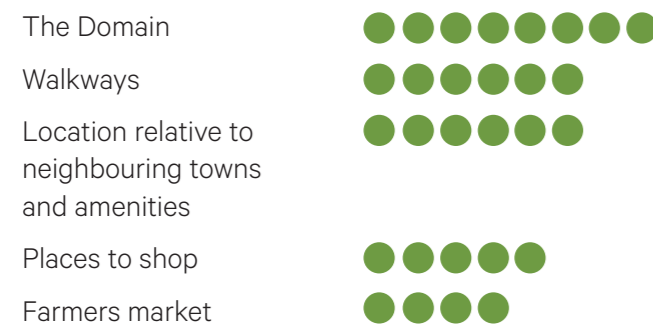 The Domain
Walkways
Location relative to
neighbouring towns
and amenities
Places to shop
Farmers market